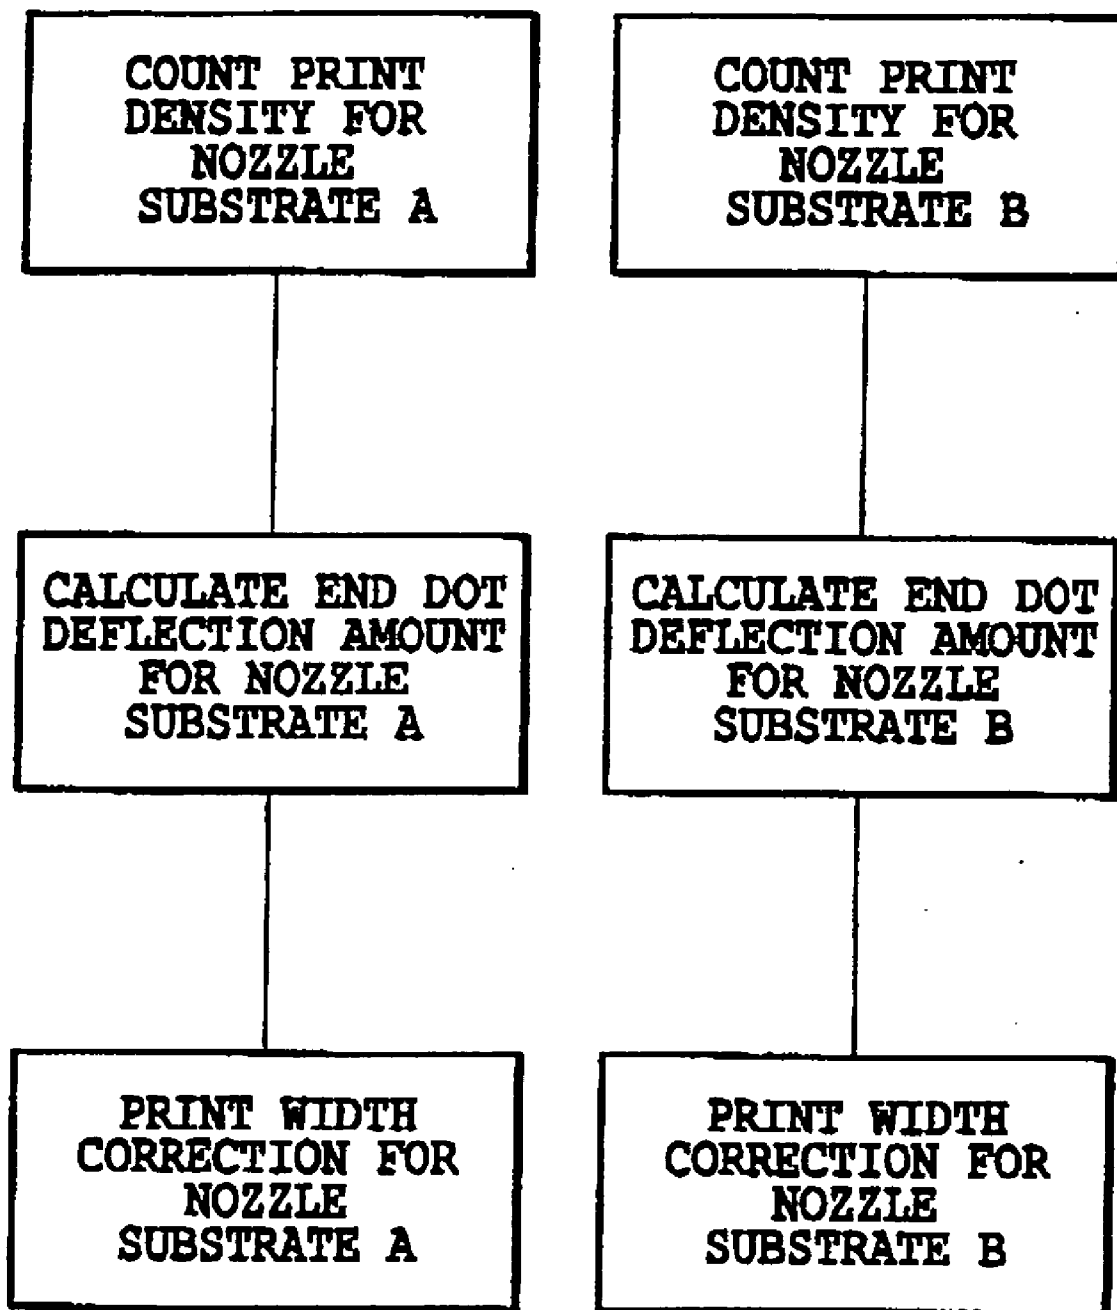 COUNT PRINT
DENSITY FOR
NOZZLE
SUBSTRATE A
COUNT PRINT
DENSITY FOR
NOZZLE
SUBSTRATE B
CALCULATE END DOT
DEFLECTION AMOUNT
FOR NOZZLE
SUBSTRATE A
CALCULATE END DOT
DEFLECTION AMOUNT
FOR NOZZLE
SUBSTRATE B
PRINT WIDTH
CORRECTION FOR
NOZZLE
SUBSTRATE A
PRINT WIDTH
CORRECTION FOR
NOZZLE
SUBSTRATE B